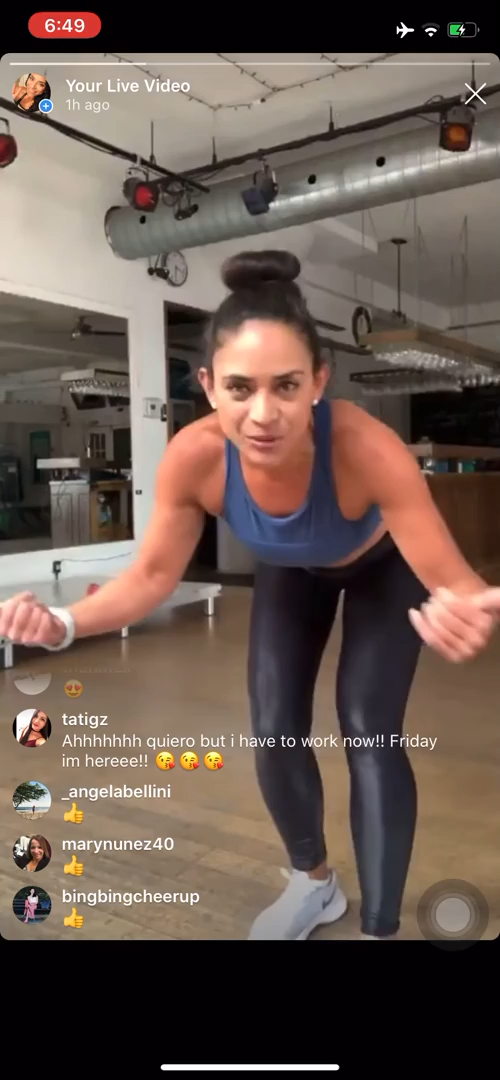 6:49
Your Live Video
1h ago
😍
tatigz
Ahhhhhhh quiero but i have to work now!! Friday
im hereee!! 😘 😘 😘
_angelabellini
👍
marynunez40
👍
bingbingcheerup
👍